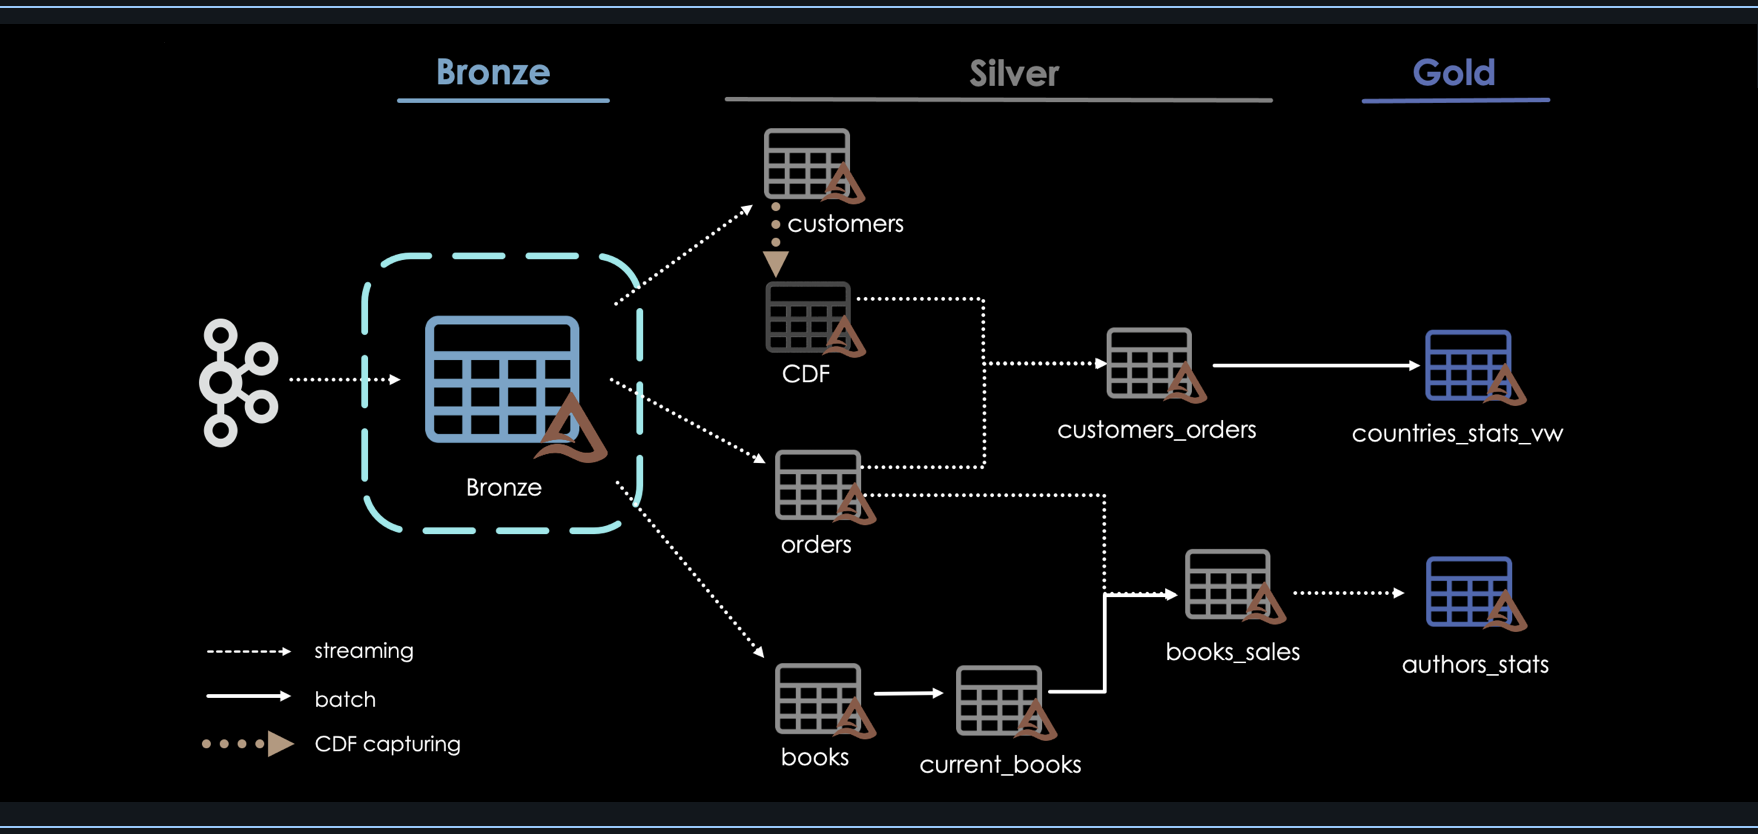 Bronze
Silver
Gold
customers
CDF
customers_orders
countries_stats_vw
Bronze
orders
books_sales
authors_stats
books
current_books
streaming
batch
CDF capturing